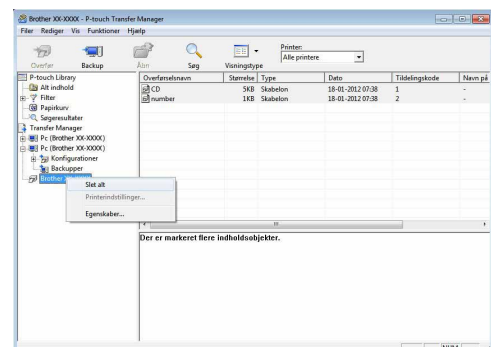 Brother XX-XXXX - P-touch Transfer Manager
Filer Rediger Vis Funktioner Hjælp
Overfør Backup Åbn Søg Visningstype
Printer:
Alle printere
P-touch Library
Alt indhold
Filter
Papirkurv
Søgeresultater
Transfer Manager
Pc (Brother XX-XXXX)
Pc (Brother XX-XXXX)
Konfigurationer
Backupper
Brother
Slet alt
Printerindstillinger...
Egenskaber...
Overførselsnavn Størrelse Type Dato Tildelingskode Navn på
CD 5KB Skabelon 18-01-2012 07:38 1 -
number 1KB Skabelon 18-01-2012 07:38 2 -
Der er markeret flere indholdsobjekter.